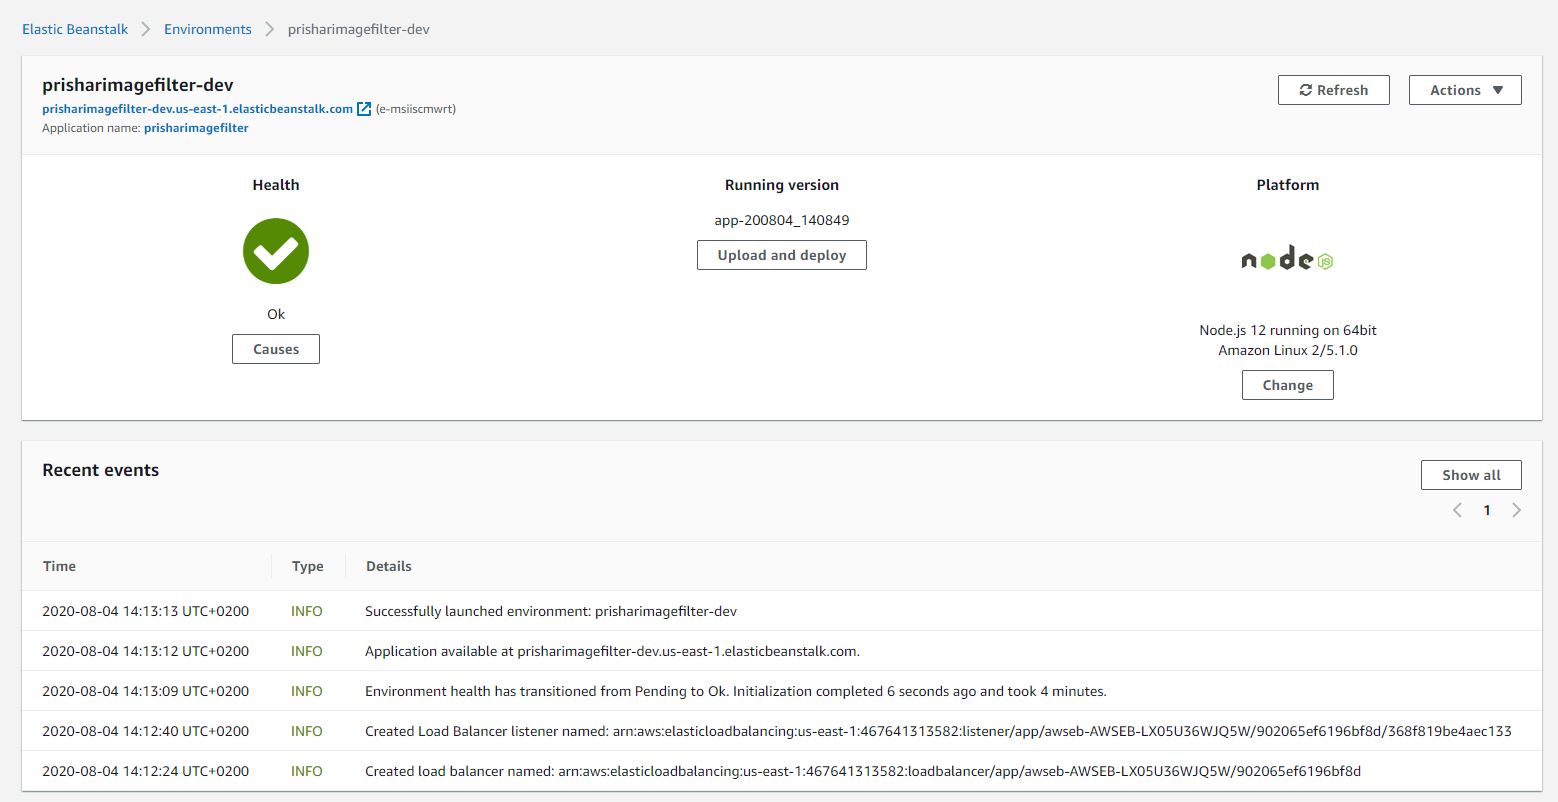 Elastic Beanstalk > Environments > prisharimagefilter-dev
prisharimagefilter-dev
prisharimagefilter-dev.us-east-1.elasticbeanstalk.com (e-msiiscmwrt)
Application name: prisharimagefilter
Refresh
Actions
Health
Ok
Causes
Running version
app-200804_140849
Upload and deploy
Platform
node JS
Node.js 12 running on 64bit
Amazon Linux 2/5.1.0
Change
Recent events
Show all
1
Time Type Details
2020-08-04 14:13:13 UTC+0200 INFO Successfully launched environment: prisharimagefilter-dev
2020-08-04 14:13:12 UTC+0200 INFO Application available at prisharimagefilter-dev.us-east-1.elasticbeanstalk.com.
2020-08-04 14:13:09 UTC+0200 INFO Environment health has transitioned from Pending to Ok. Initialization completed 6 seconds ago and took 4 minutes.
2020-08-04 14:12:40 UTC+0200 INFO Created Load Balancer listener named: arn:aws:elasticloadbalancing:us-east-1:467641313582:listener/app/awseb-AWSEB-LX05U36WJQ5W/902065ef6196bf8d/368f819be4aec133
2020-08-04 14:12:24 UTC+0200 INFO Created load balancer named: arn:aws:elasticloadbalancing:us-east-1:467641313582:loadbalancer/app/awseb-AWSEB-LX05U36WJQ5W/902065ef6196bf8d